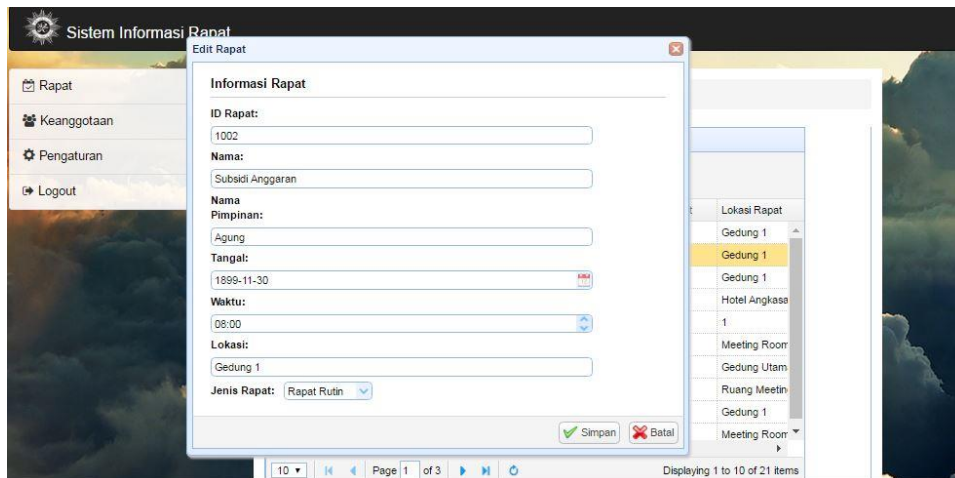 Sistem Informasi Rapat
Edit Rapat
Rapat
Keanggotaan
Pengaturan
Logout
Informasi Rapat
ID Rapat:
1002
Nama:
Subsidi Anggaran
Nama
Pimpinan:
Agung
Tangal:
1899-11-30
Waktu:
08:00
Lokasi:
Gedung 1
Jenis Rapat: Rapat Rutin
Simpan Batal
t Lokasi Rapat
Gedung 1
Gedung 1
Gedung 1
Hotel Angkasa
1
Meeting Room
Gedung Utam
Ruang Meetin
Gedung 1
Meeting Room
10 Page 1 of 3 Displaying 1 to 10 of 21 items